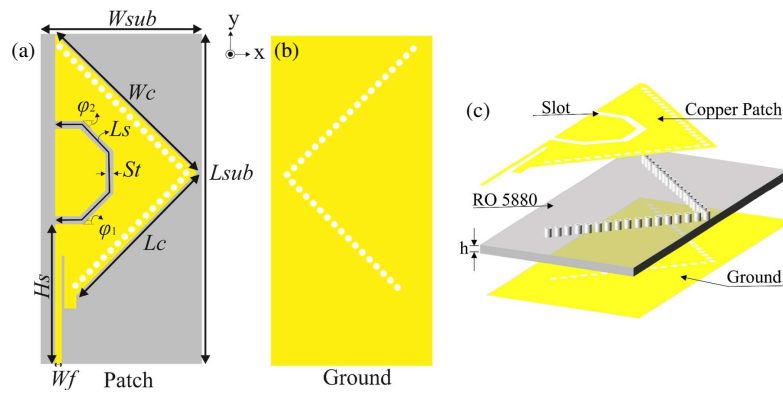 (a)
Wsub
y
x
(b)
Wc
φ2
Ls
St
Lsub
φ1
Lc
Hs
Wf
Patch
Ground
(c)
Slot
Copper Patch
RO 5880
h
Ground